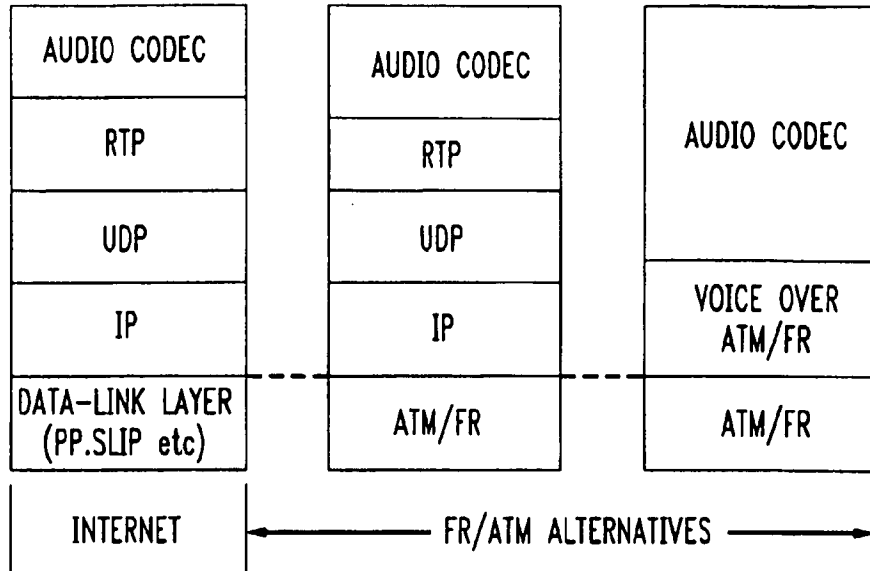 AUDIO CODEC
RTP
UDP
IP
DATA-LINK LAYER
(PP.SLIP etc)
INTERNET
AUDIO CODEC
RTP
UDP
IP
ATM/FR
AUDIO CODEC
VOICE OVER
ATM/FR
ATM/FR
FR/ATM ALTERNATIVES